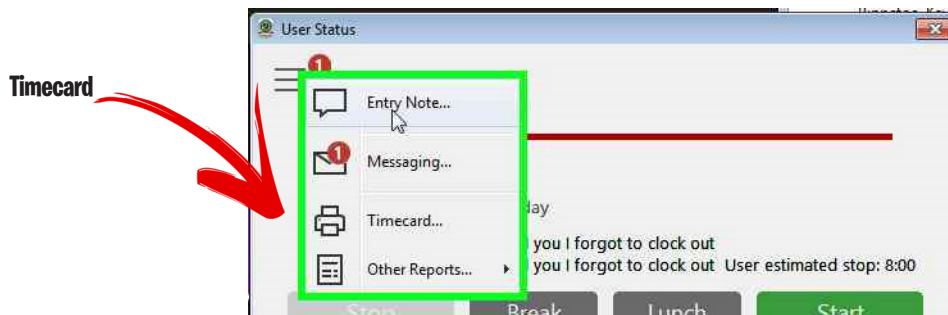 User Status
1
Timecard
Entry Note...
1
Messaging...
Timecard...
day
you I forgot to clock out
Other Reports...
you I forgot to clock out User estimated stop: 8:00
Stop
Break
Lunch
Start